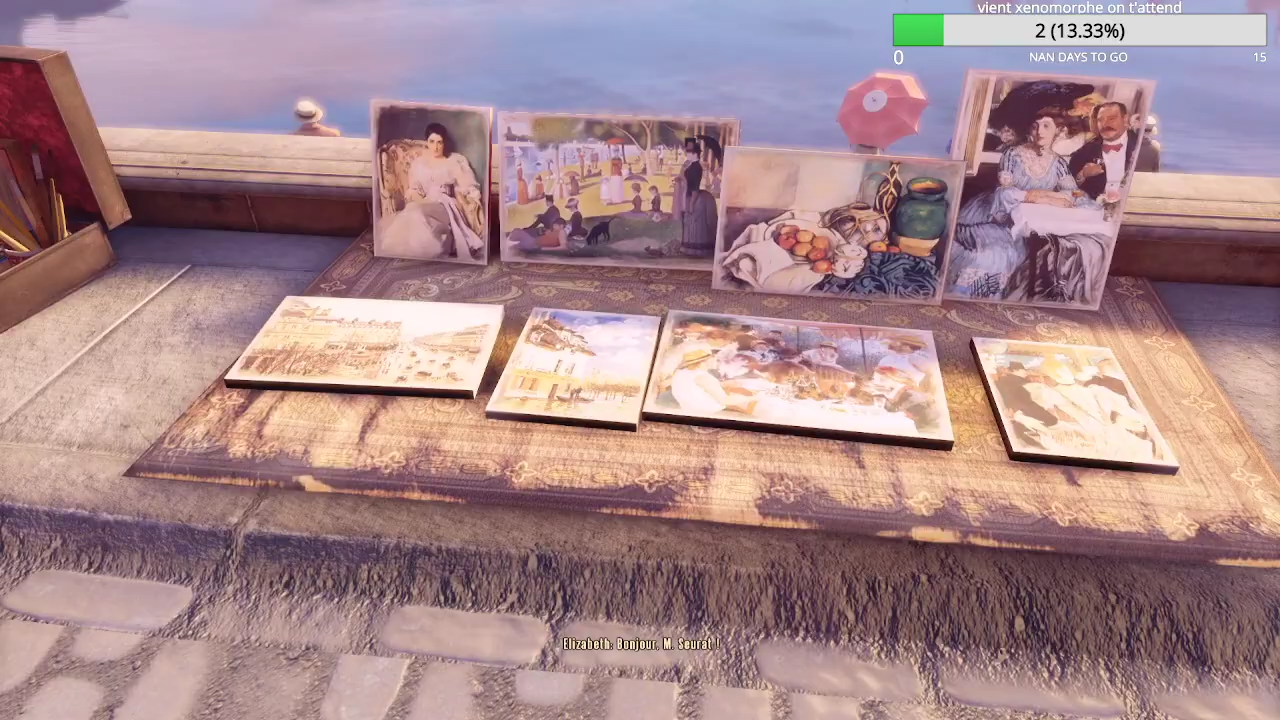 vient xenomorphe on t'attend
2 (13.33%)
0 NAN DAYS TO GO 15
Elizabeth: Bonjour, M. Seurat !